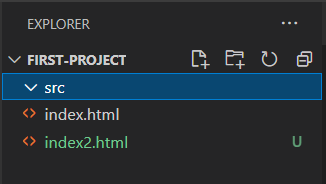 EXPLORER
FIRST-PROJECT
src
index.html
index2.html U